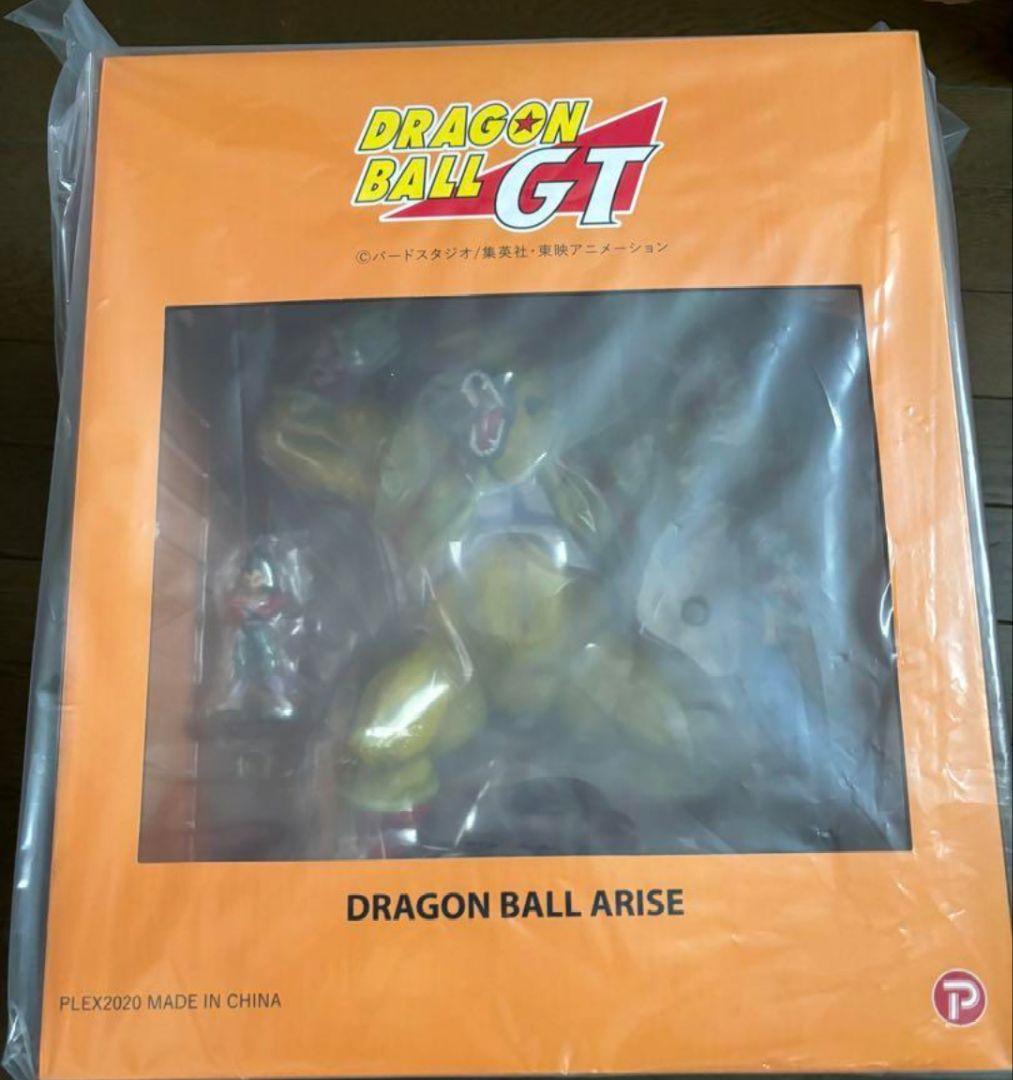 DRAGON
BALL GT
©バードスタジオ/集英社・東映アニメーション
DRAGON BALL ARISE
PLEX2020 MADE IN CHINA